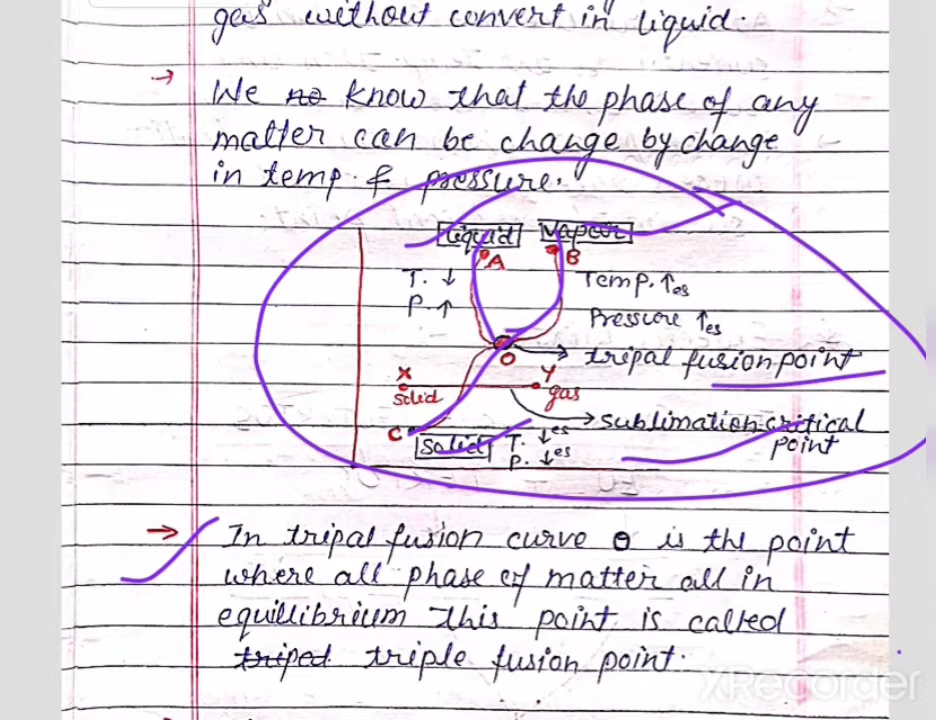 gas without convert in liquid.
→ We no know that the phase of any
matter can be change by change
in temp. & pressure.
Liquid Vapour
A B
T. ↓ Temp. ↑es
P. ↑ Pressure ↑es
O → tripal fusion point
X Y
solid gas
→ sublimation critical
point
C
Solid T. ↓es
P. ↓es
→ In tripal fusion curve O is the point
where all phase of matter all in
equillibrium This point is called
triped triple fusion point.
XRecorder